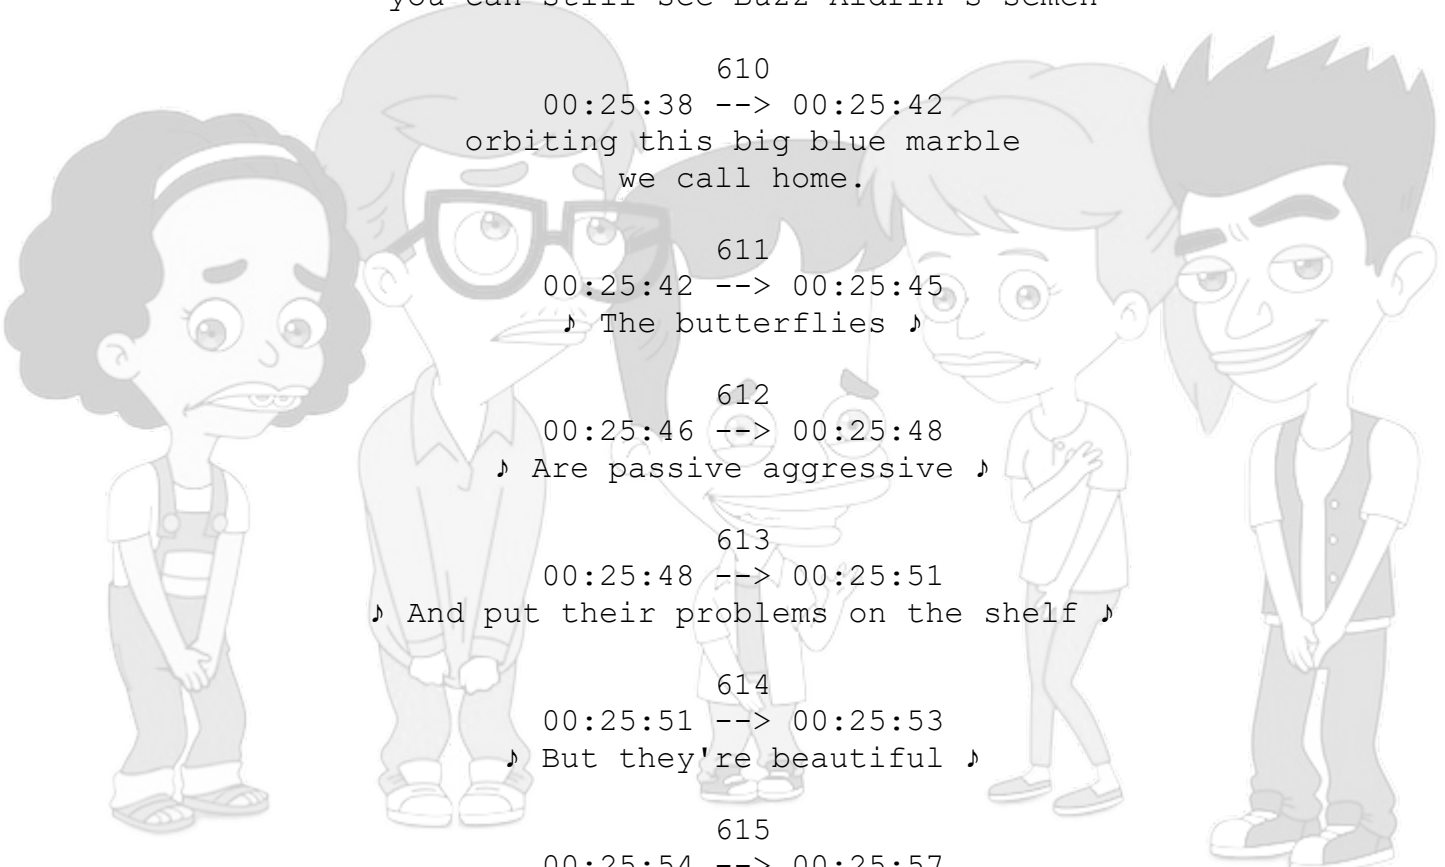 you can still see Buzz Aldrin's semen
610
00:25:38 --> 00:25:42
orbiting this big blue marble
we call home.
611
00:25:42 --> 00:25:45
♪ The butterflies ♪
612
00:25:46 --> 00:25:48
♪ Are passive aggressive ♪
613
00:25:48 --> 00:25:51
♪ And put their problems on the shelf ♪
614
00:25:51 --> 00:25:53
♪ But they're beautiful ♪
615
00:25:54 --> 00:25:57